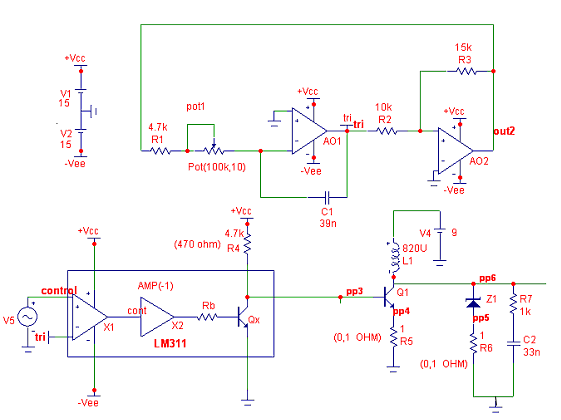 +Vcc
V1
15
V2
15
-Vee
pot1
4.7k
R1
Pot(100k,10)
+Vcc
AO1
-Vee
tri
tri
C1
39n
10k
R2
15k
R3
+Vcc
out2
AO2
-Vee
+Vcc
control
V5
tri
X1
cont
AMP(-1)
X2
Rb
Qx
LM311
-Vee
+Vcc
4.7k
(470 ohm)
R4
pp3
820U
L1
V4
9
Q1
pp4
1
(0,1 OHM)
R5
pp6
Z1
pp5
1
(0,1 OHM)
R6
R7
1k
C2
33n